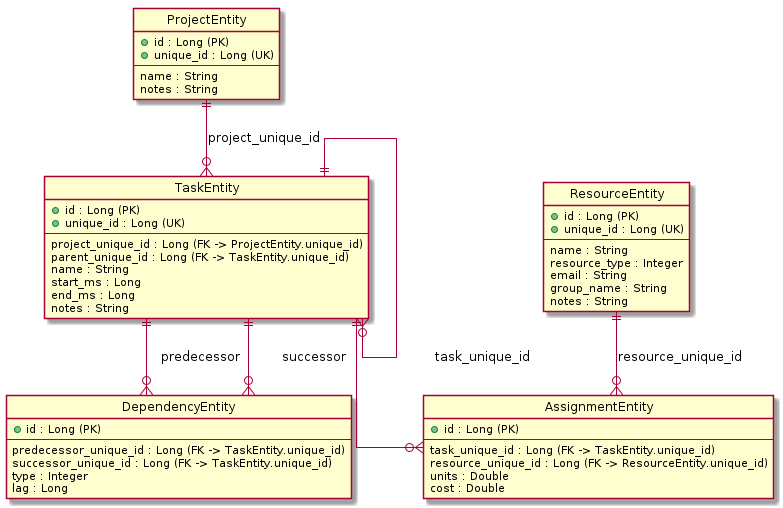 ProjectEntity
id : Long (PK)
unique_id : Long (UK)
name : String
notes : String
project_unique_id
TaskEntity
id : Long (PK)
unique_id : Long (UK)
project_unique_id : Long (FK -> ProjectEntity.unique_id)
parent_unique_id : Long (FK -> TaskEntity.unique_id)
name : String
start_ms : Long
end_ms : Long
notes : String
ResourceEntity
id : Long (PK)
unique_id : Long (UK)
name : String
resource_type : Integer
email : String
group_name : String
notes : String
predecessor
successor
task_unique_id
resource_unique_id
DependencyEntity
id : Long (PK)
predecessor_unique_id : Long (FK -> TaskEntity.unique_id)
successor_unique_id : Long (FK -> TaskEntity.unique_id)
type : Integer
lag : Long
AssignmentEntity
id : Long (PK)
task_unique_id : Long (FK -> TaskEntity.unique_id)
resource_unique_id : Long (FK -> ResourceEntity.unique_id)
units : Double
cost : Double